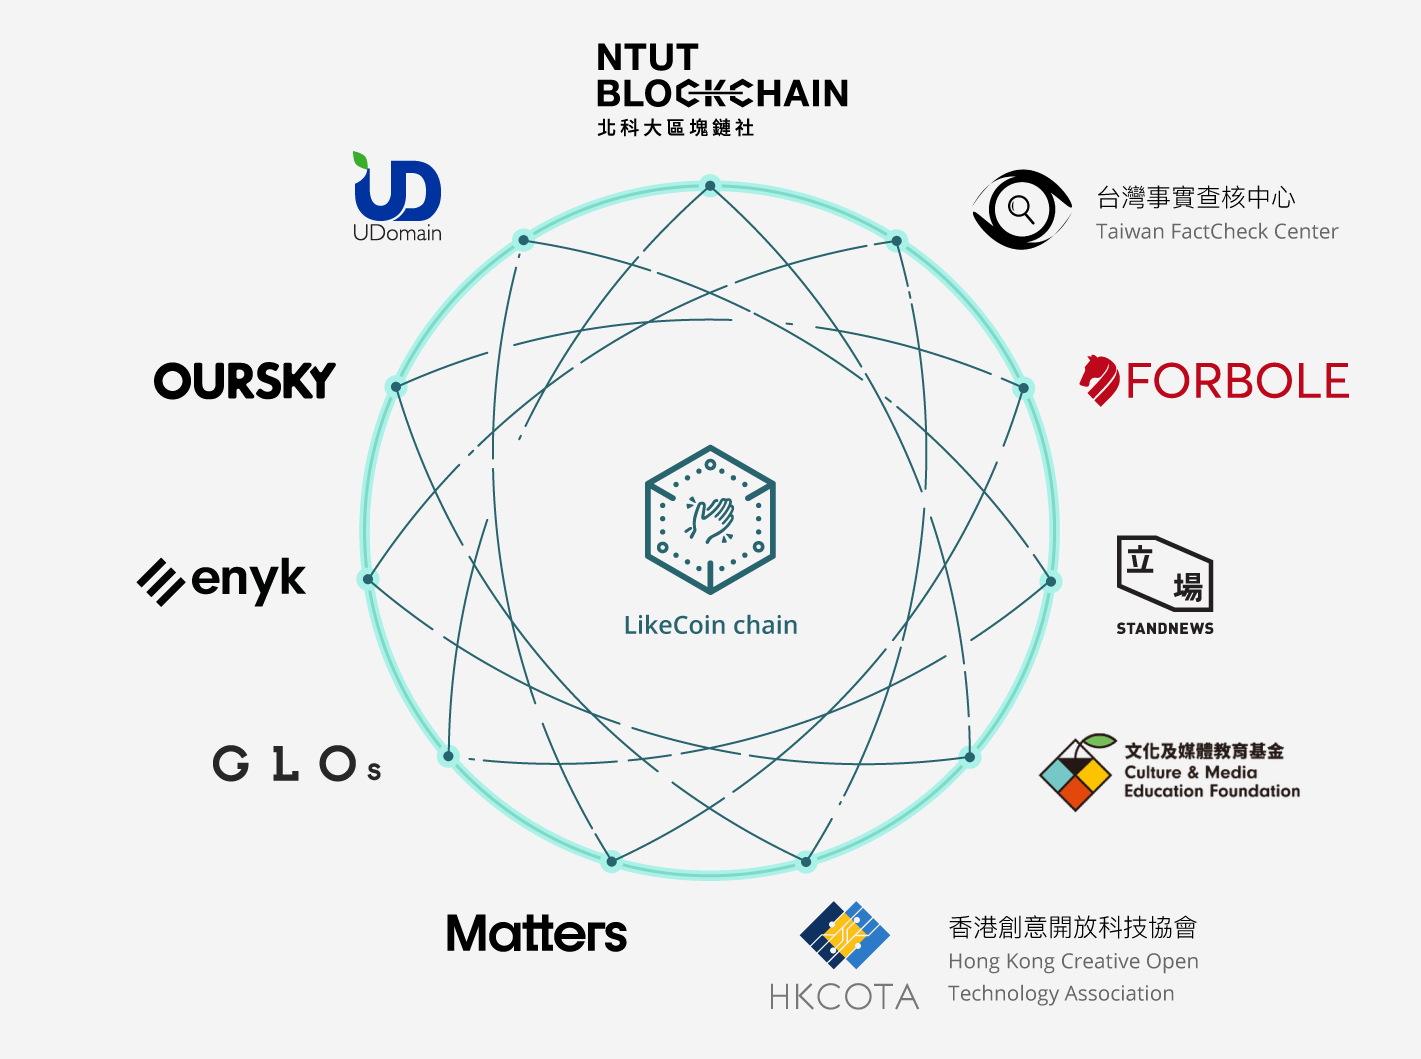 NTUT
BLOCKCHAIN
北科大區塊鏈社
UD
UDomain
台灣事實查核中心
Taiwan FactCheck Center
OURSKY
FORBOLE
enyk
立
場
STANDNEWS
LikeCoin chain
GLOs
文化及媒體教育基金
Culture & Media
Education Foundation
Matters
HKCOTA
香港創意開放科技協會
Hong Kong Creative Open
Technology Association